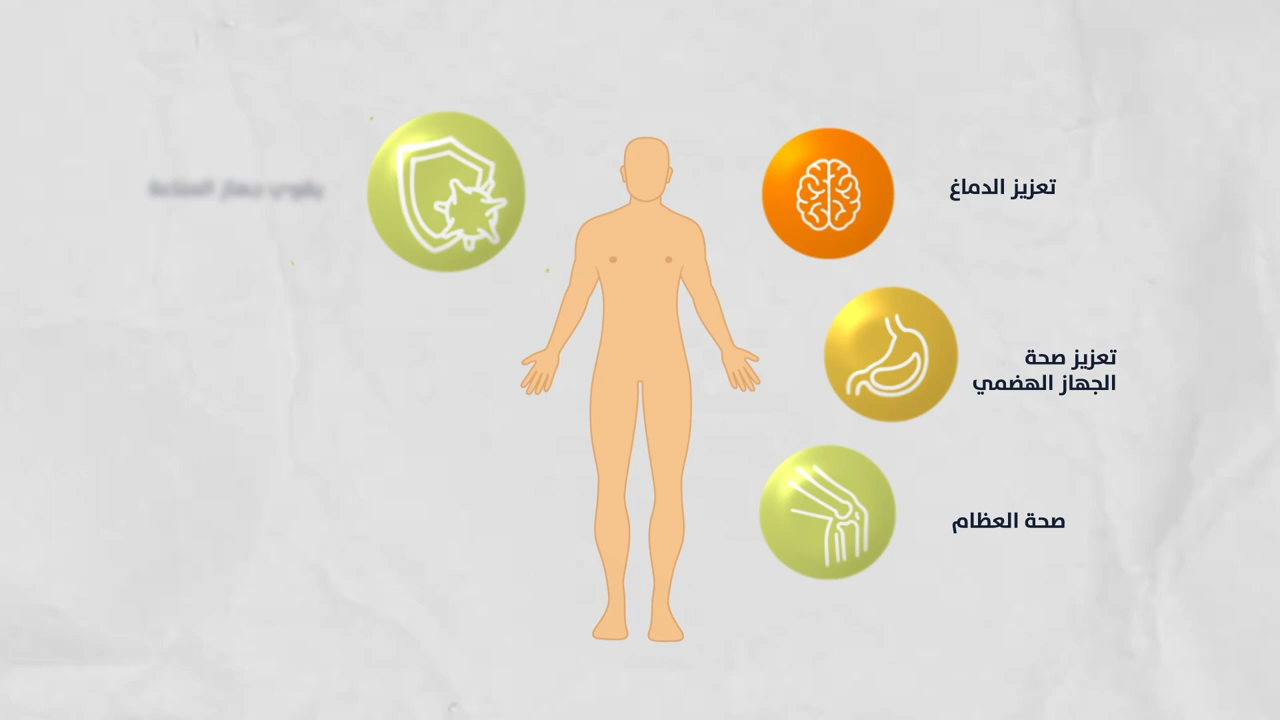 تعزيز الدماغ
تعزيز صحة
الجهاز الهضمي
صحة العظام